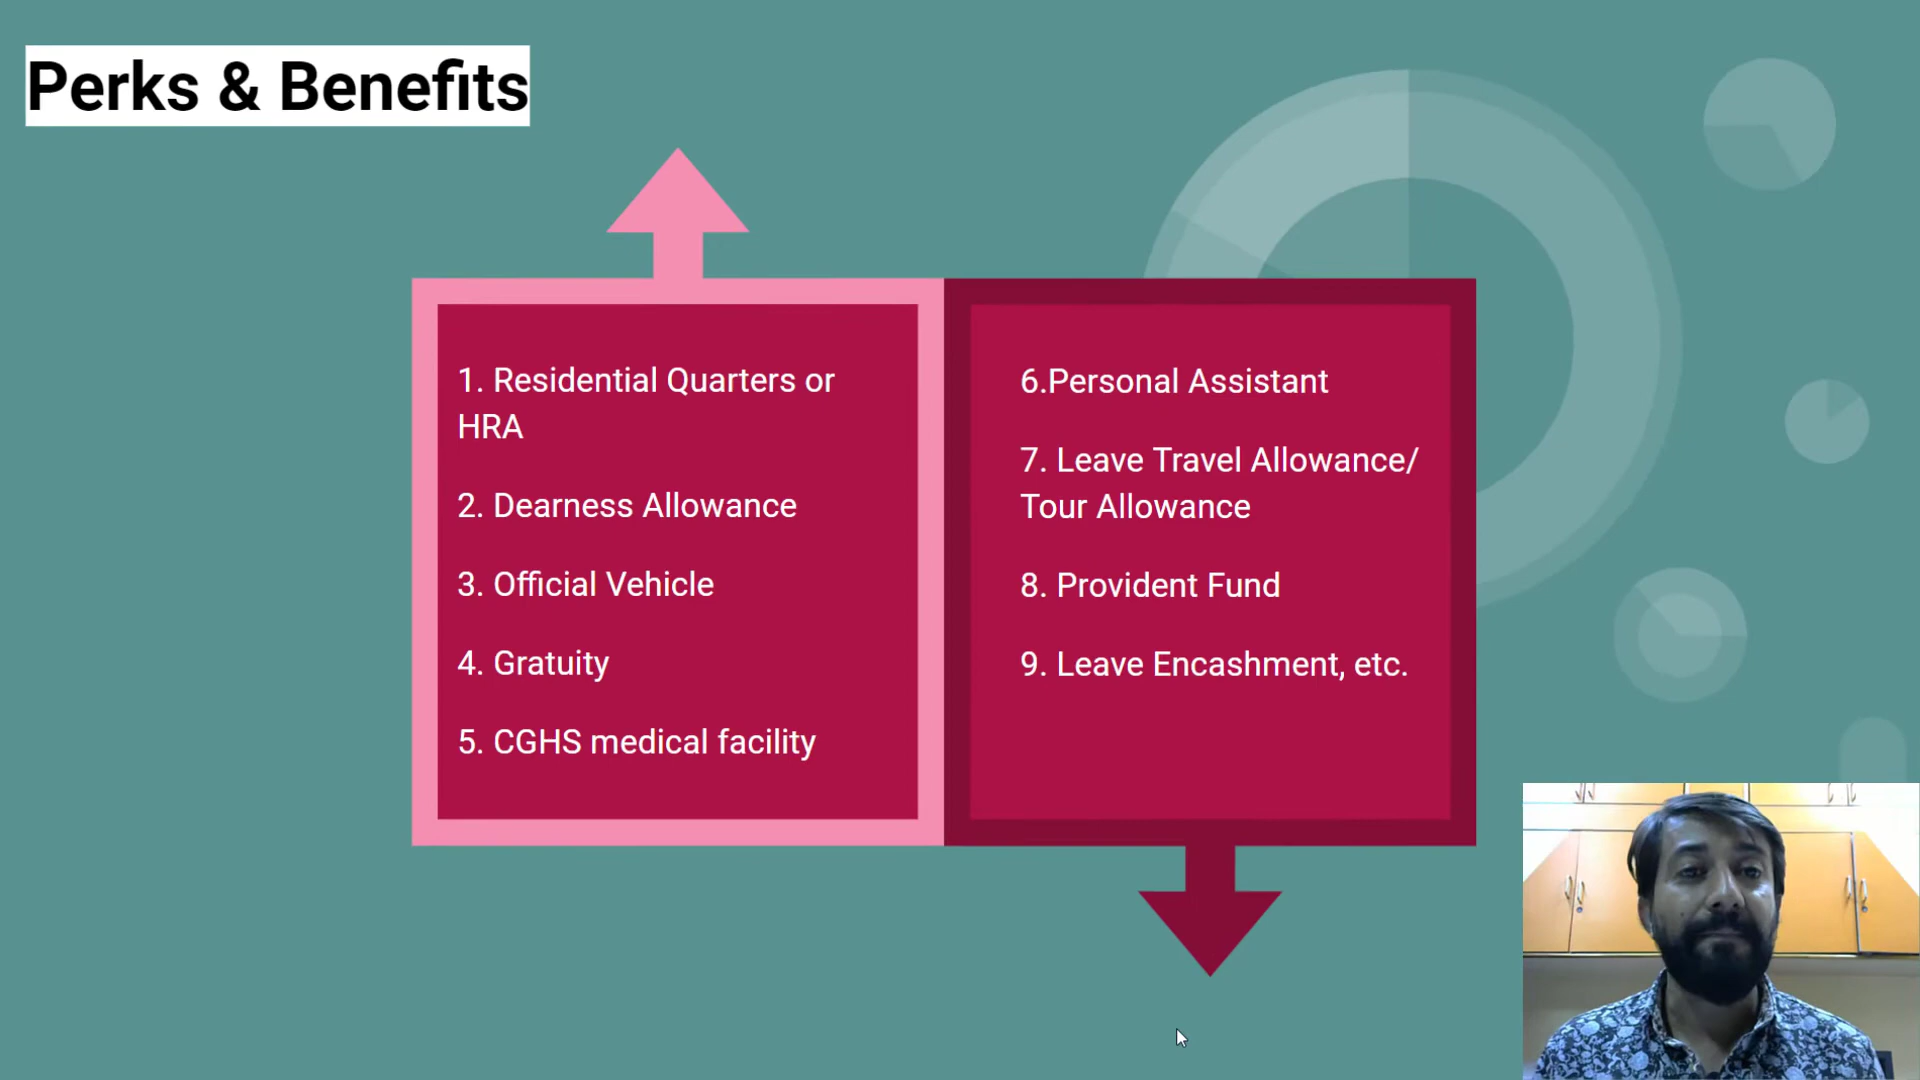 Perks & Benefits
1. Residential Quarters or
HRA
2. Dearness Allowance
3. Official Vehicle
4. Gratuity
5. CGHS medical facility
6.Personal Assistant
7. Leave Travel Allowance/
Tour Allowance
8. Provident Fund
9. Leave Encashment, etc.